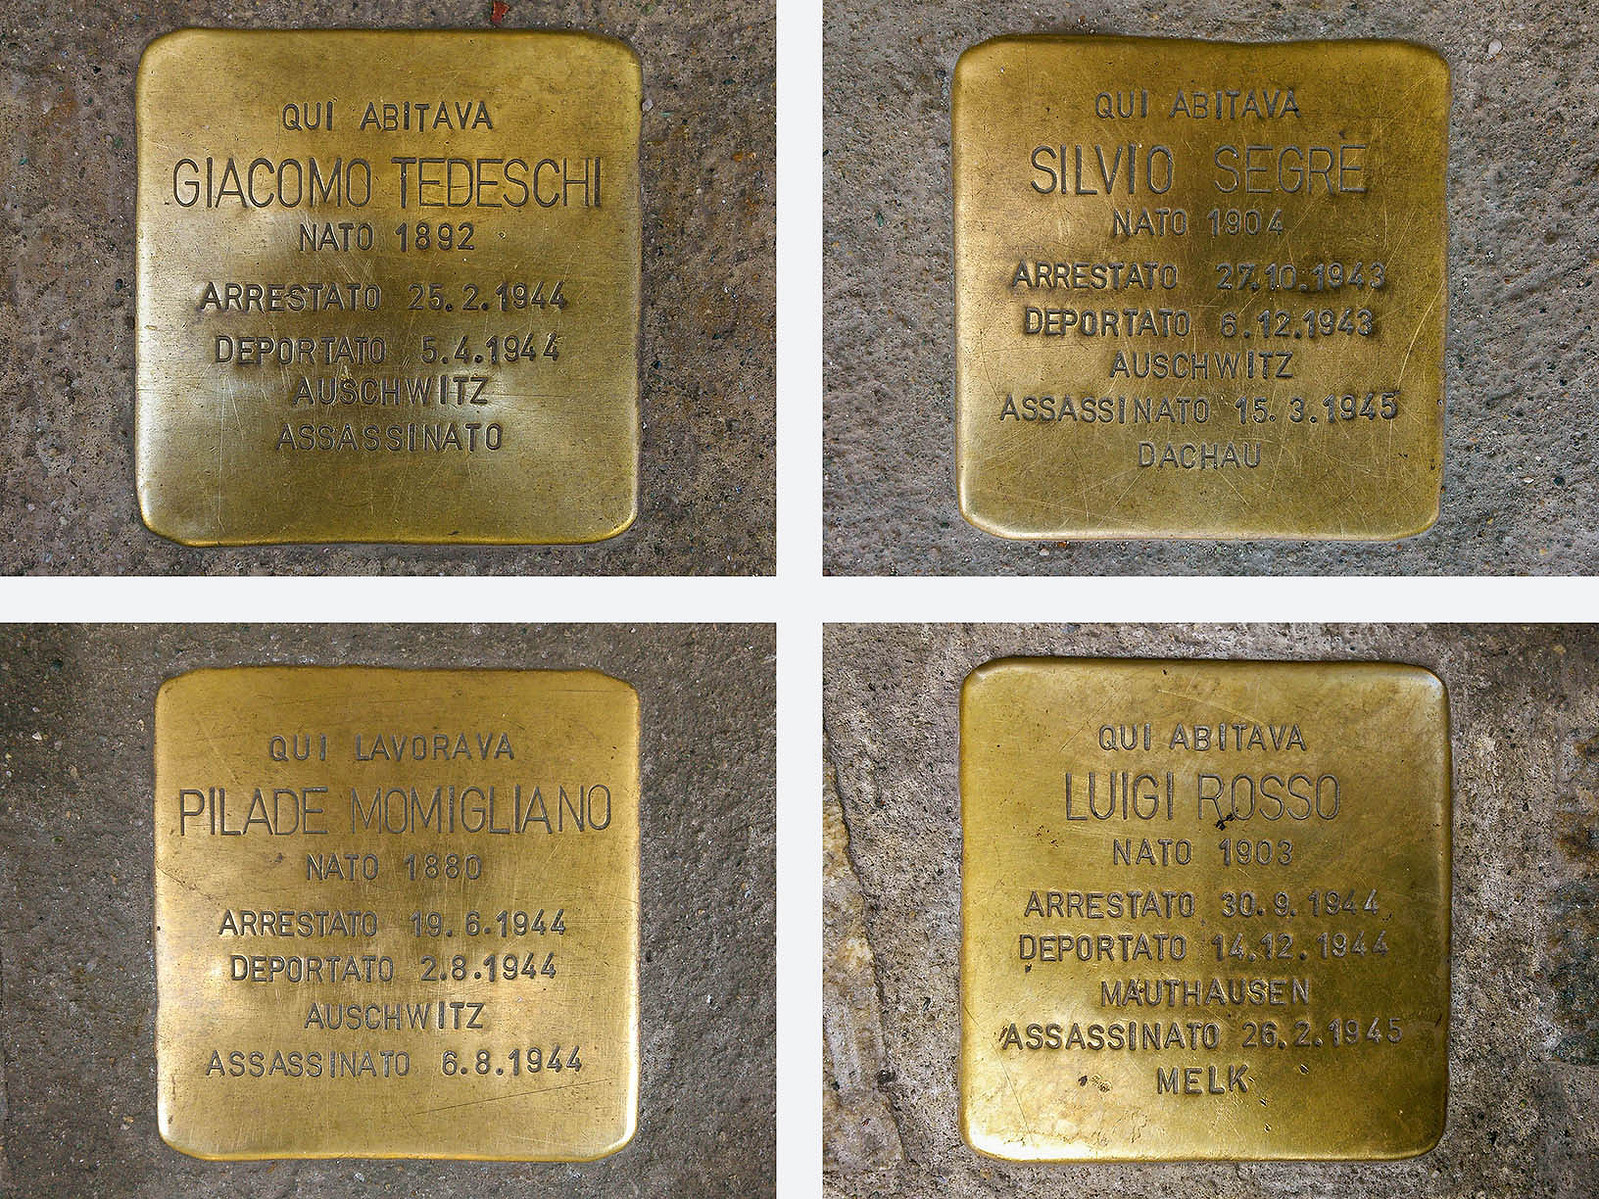 QUI ABITAVA
GIACOMO TEDESCHI
NATO 1892
ARRESTATO 25.2.1944
DEPORTATO 5.4.1944
AUSCHWITZ
ASSASSINATO
QUI ABITAVA
SILVIO SEGRE
NATO 1904
ARRESTATO 27.10.1943
DEPORTATO 6.12.1943
AUSCHWITZ
ASSASSINATO 15.3.1945
DACHAU
QUI LAVORAVA
PILADE MOMIGLIANO
NATO 1880
ARRESTATO 19.6.1944
DEPORTATO 2.8.1944
AUSCHWITZ
ASSASSINATO 6.8.1944
QUI ABITAVA
LUIGI ROSSO
NATO 1903
ARRESTATO 30.9.1944
DEPORTATO 14.12.1944
MAUTHAUSEN
ASSASSINATO 26.2.1945
MELK